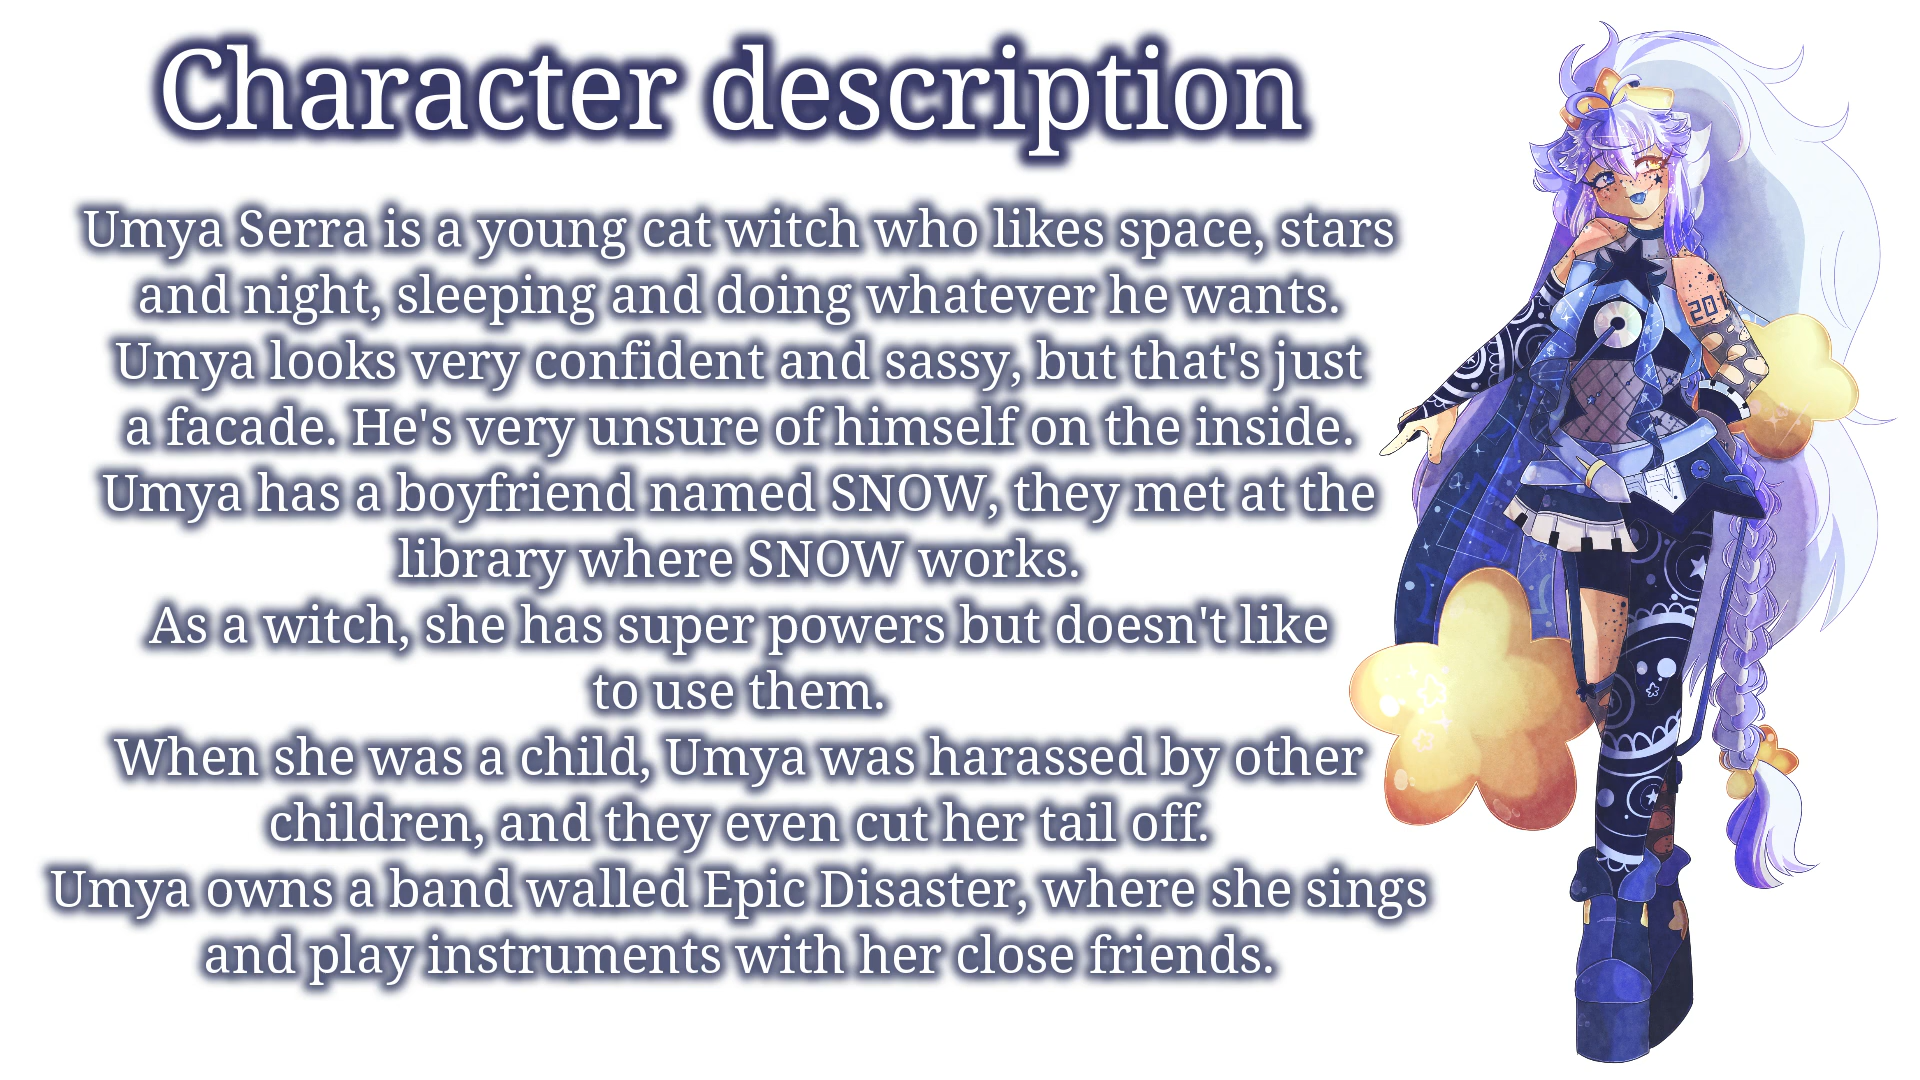 Character description
Umya Serra is a young cat witch who likes space, stars
and night, sleeping and doing whatever he wants.
Umya looks very confident and sassy, but that's just
a facade. He's very unsure of himself on the inside.
Umya has a boyfriend named SNOW, they met at the
library where SNOW works.
As a witch, she has super powers but doesn't like
to use them.
When she was a child, Umya was harassed by other
children, and they even cut her tail off.
Umya owns a band walled Epic Disaster, where she sings
and play instruments with her close friends.